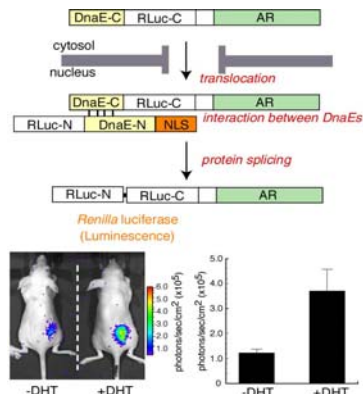 DnaE-C RLuc-C AR
cytosol
nucleus
translocation
DnaE-C RLuc-C AR
interaction between DnaEs
RLuc-N DnaE-N NLS
protein splicing
RLuc-N RLuc-C AR
Renilla luciferase
(Luminescence)
6.0
5.0
4.0
3.0
2.0
1.0
photons/sec/cm² (x10⁵)
-DHT +DHT
photons/sec/cm² (x10⁵)
5.0
4.0
3.0
2.0
1.0
0
-DHT +DHT